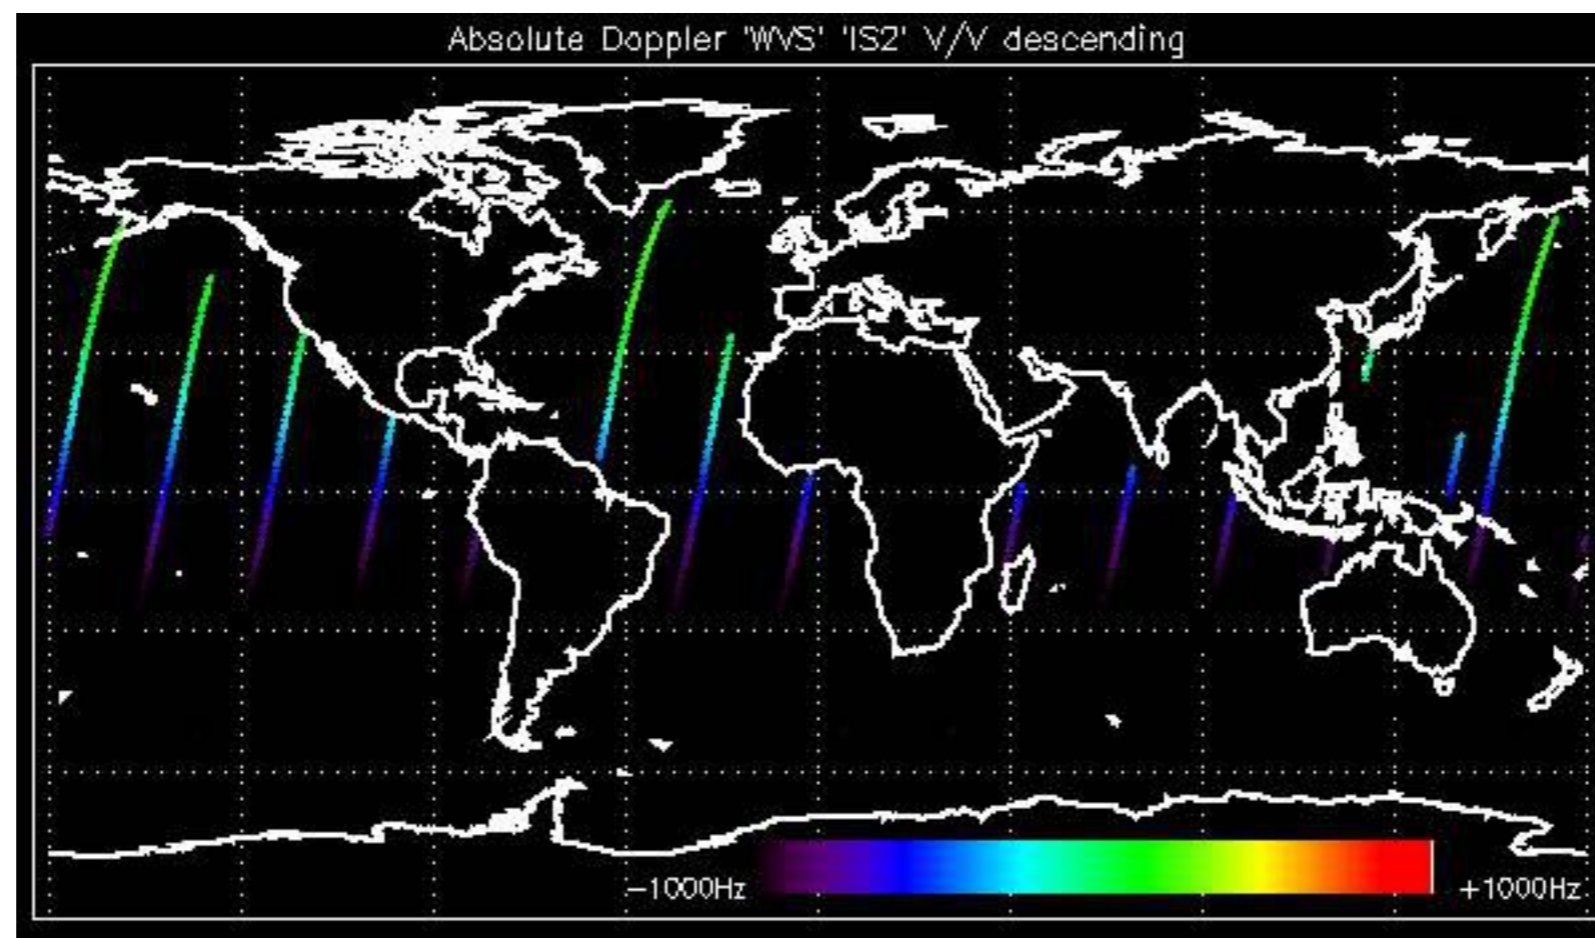 Absolute Doppler 'WVS' 'IS2' V/V descending
−1000Hz
+1000Hz